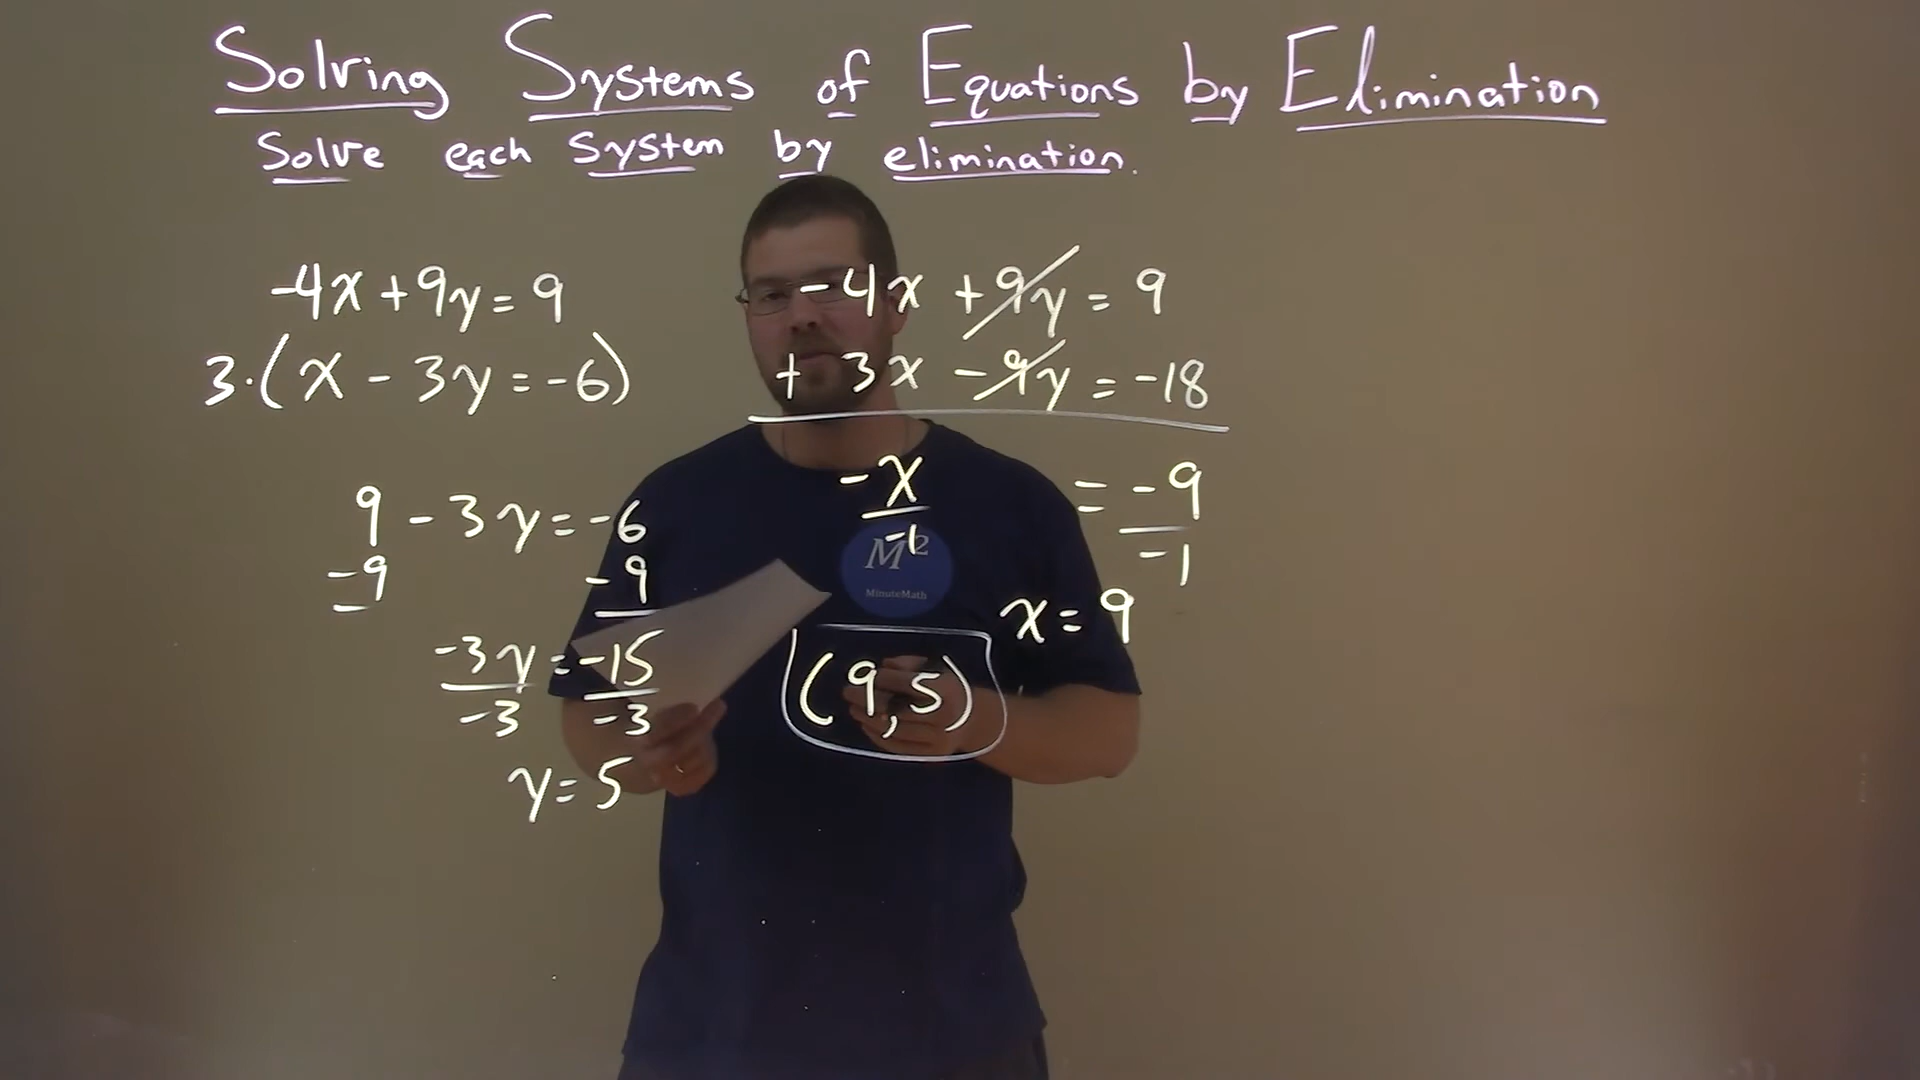 Solving Systems of Equations by Elimination
Solve each system by elimination.
-4x + 9y = 9
3·(x - 3y = -6)
9 - 3y = -6
-9 -9
-3y = -15
-3 -3
y = 5
-4x + 9y = 9
+ 3x - 9y = -18
-x = -9
-1 -1
x = 9
(9,5)
M²
MinuteMath